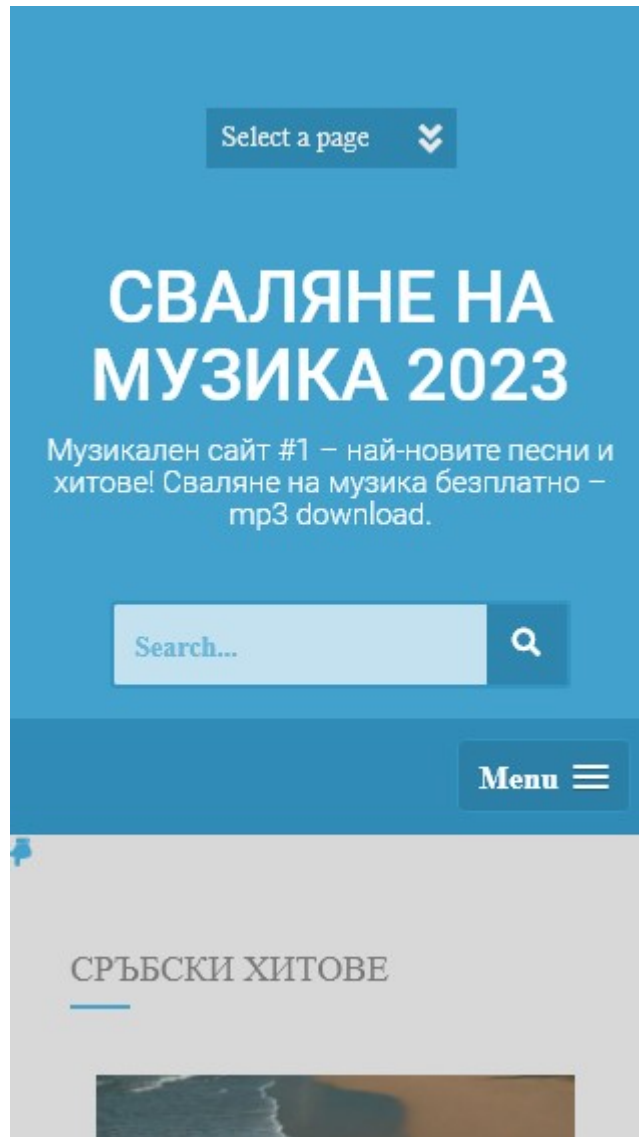 Select a page
СВАЛЯНЕ НА
МУЗИКА 2023
Музикален сайт #1 – най-новите песни и
хитове! Сваляне на музика безплатно –
mp3 download.
Search...
Menu
СРЪБСКИ ХИТОВЕ